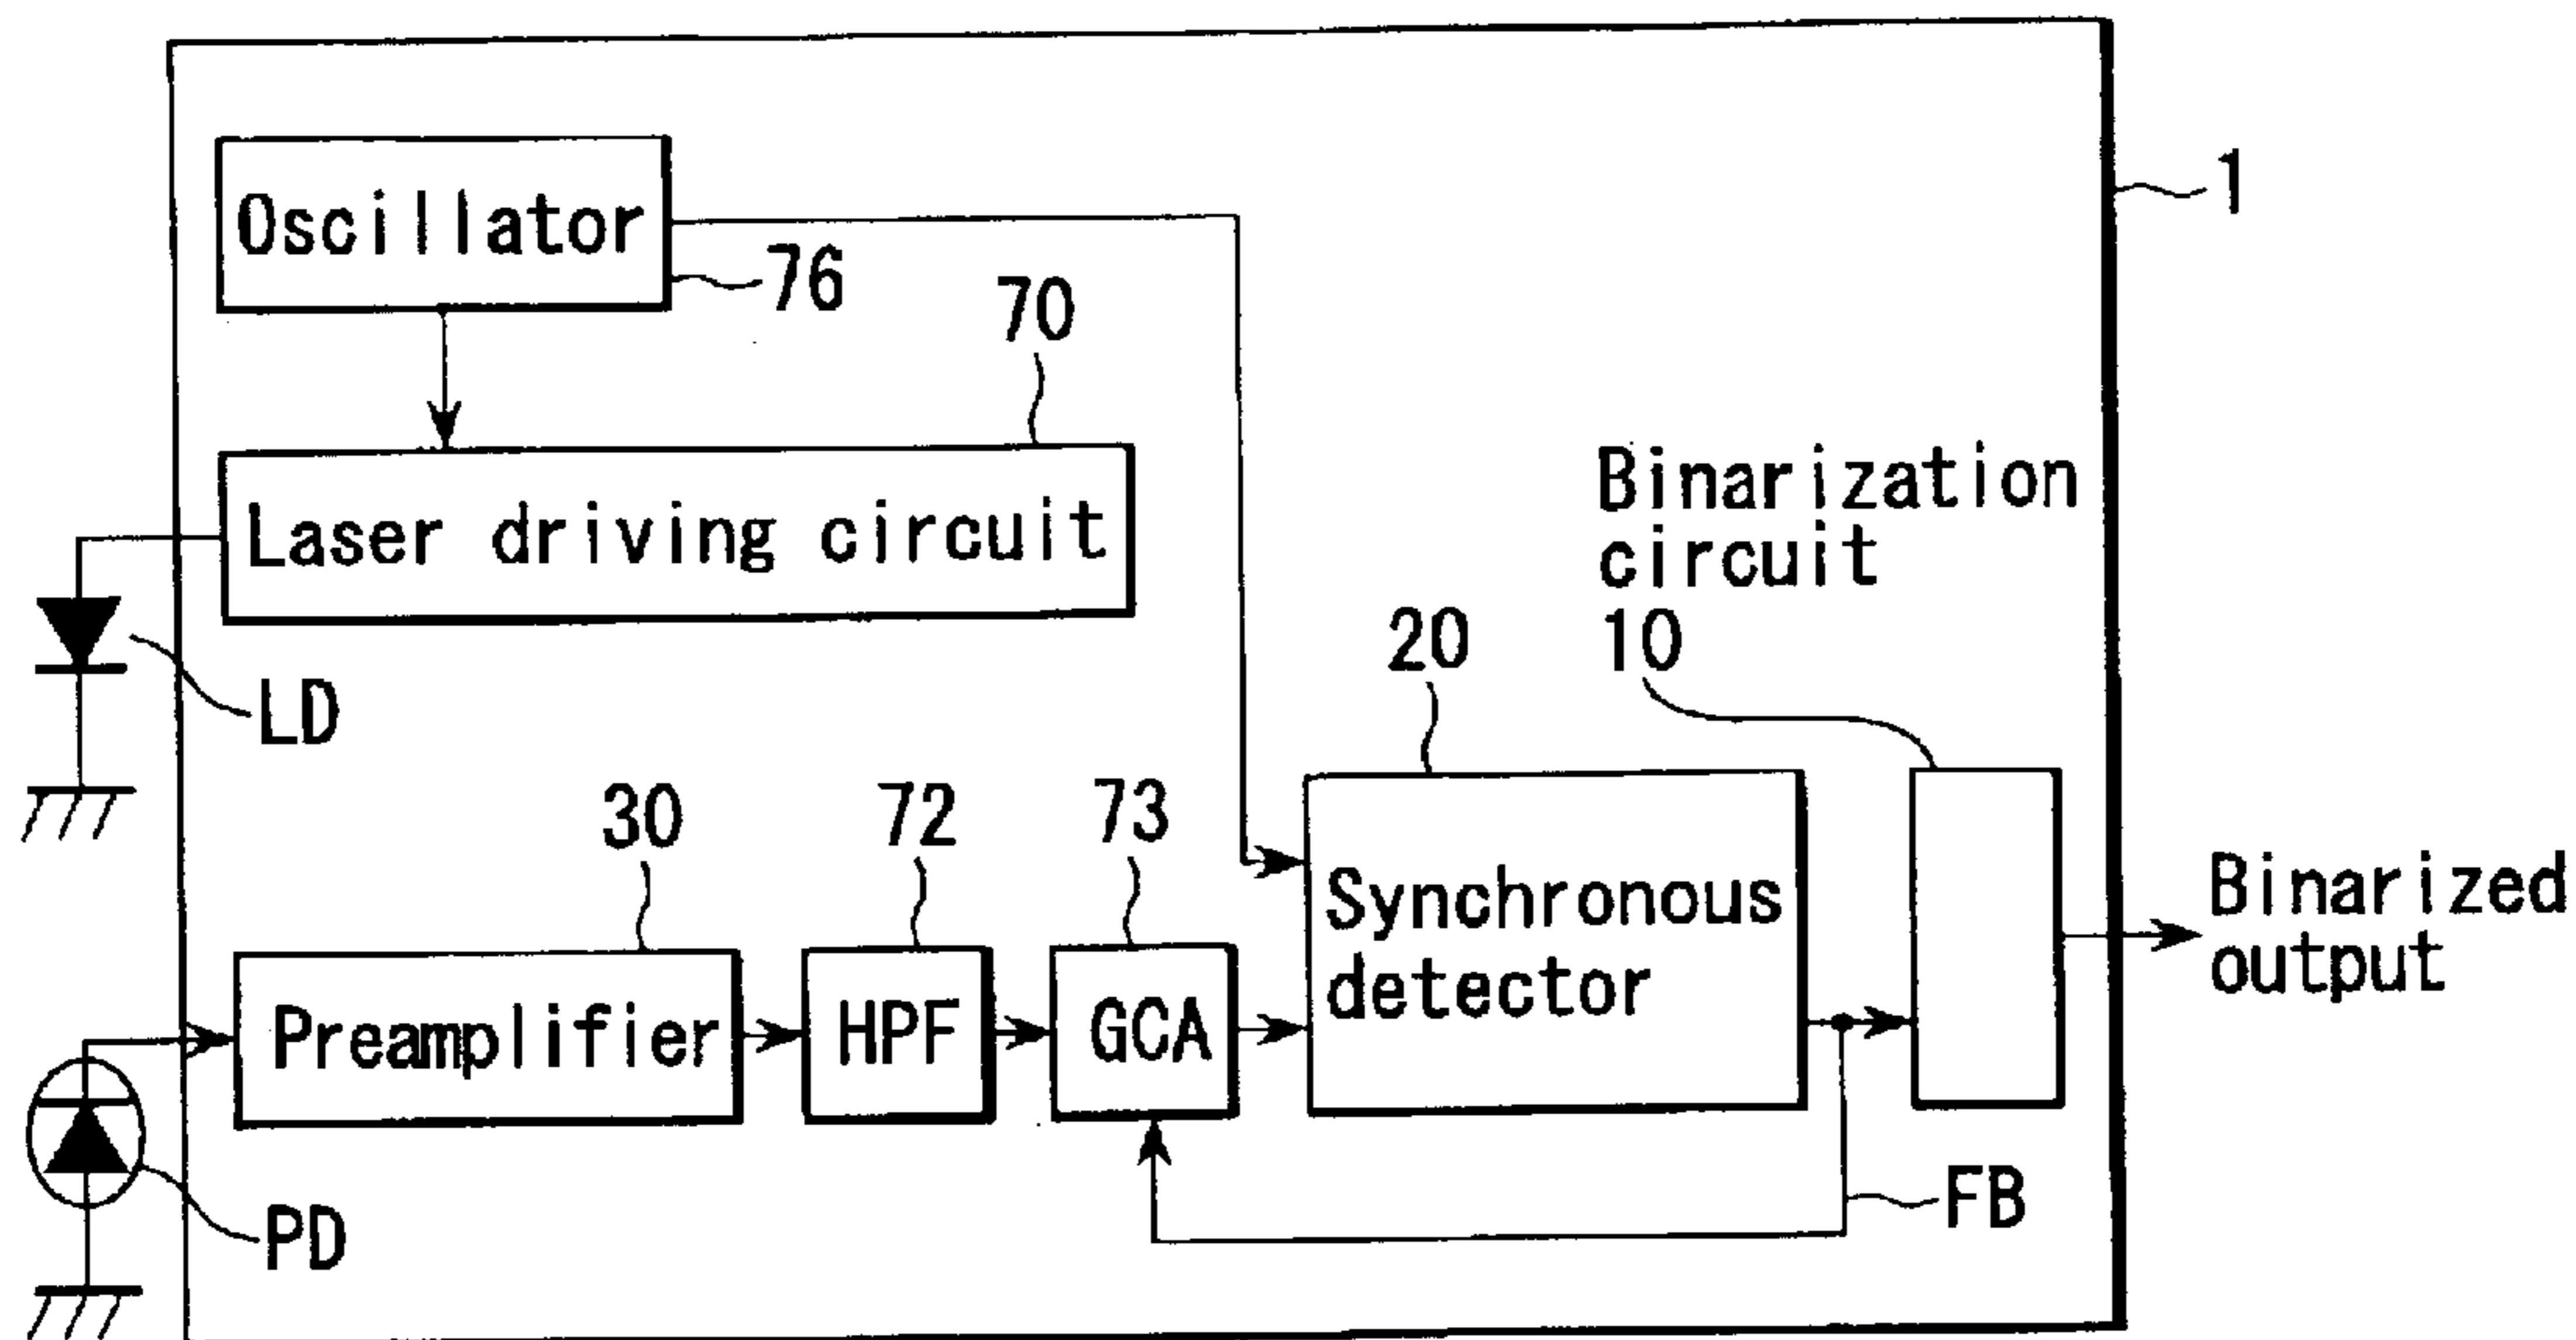 1
Oscillator
76
70
Laser driving circuit
Binarization
circuit
10
20
LD
30
72
73
Synchronous
detector
Binarized
output
Preamplifier
HPF
GCA
FB
PD